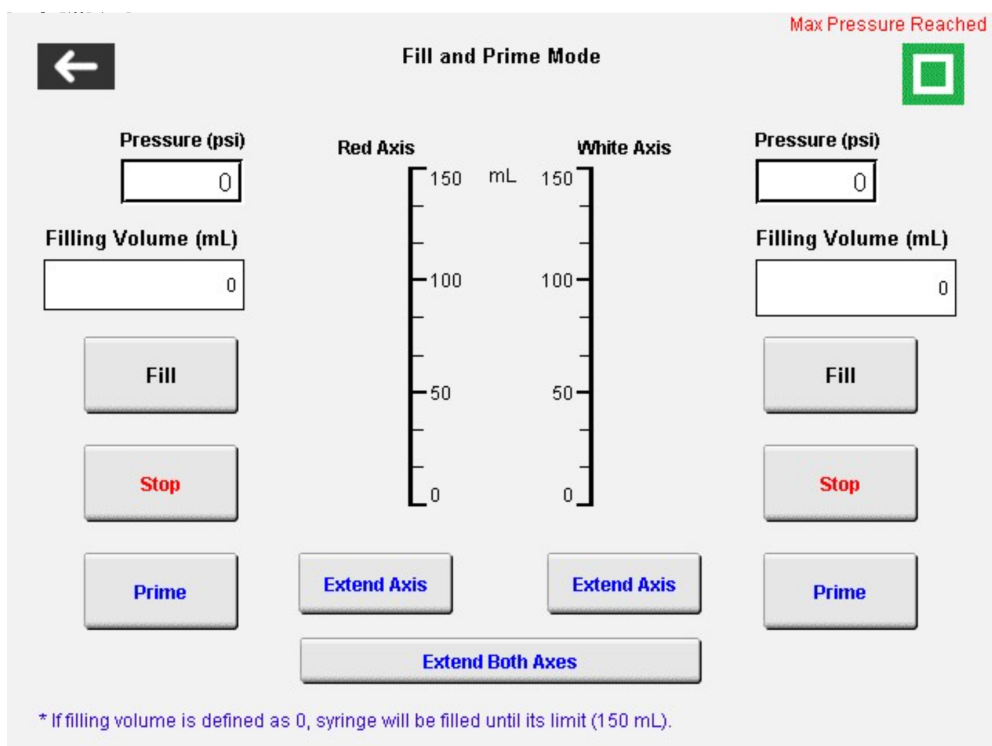 Max Pressure Reached
Fill and Prime Mode
Pressure (psi)
0
Filling Volume (mL)
0
Fill
Stop
Prime
Red Axis
White Axis
150 mL 150
100 100
50 50
0 0
Extend Axis
Extend Axis
Extend Both Axes
Pressure (psi)
0
Filling Volume (mL)
0
Fill
Stop
Prime
* If filling volume is defined as 0, syringe will be filled until its limit (150 mL).